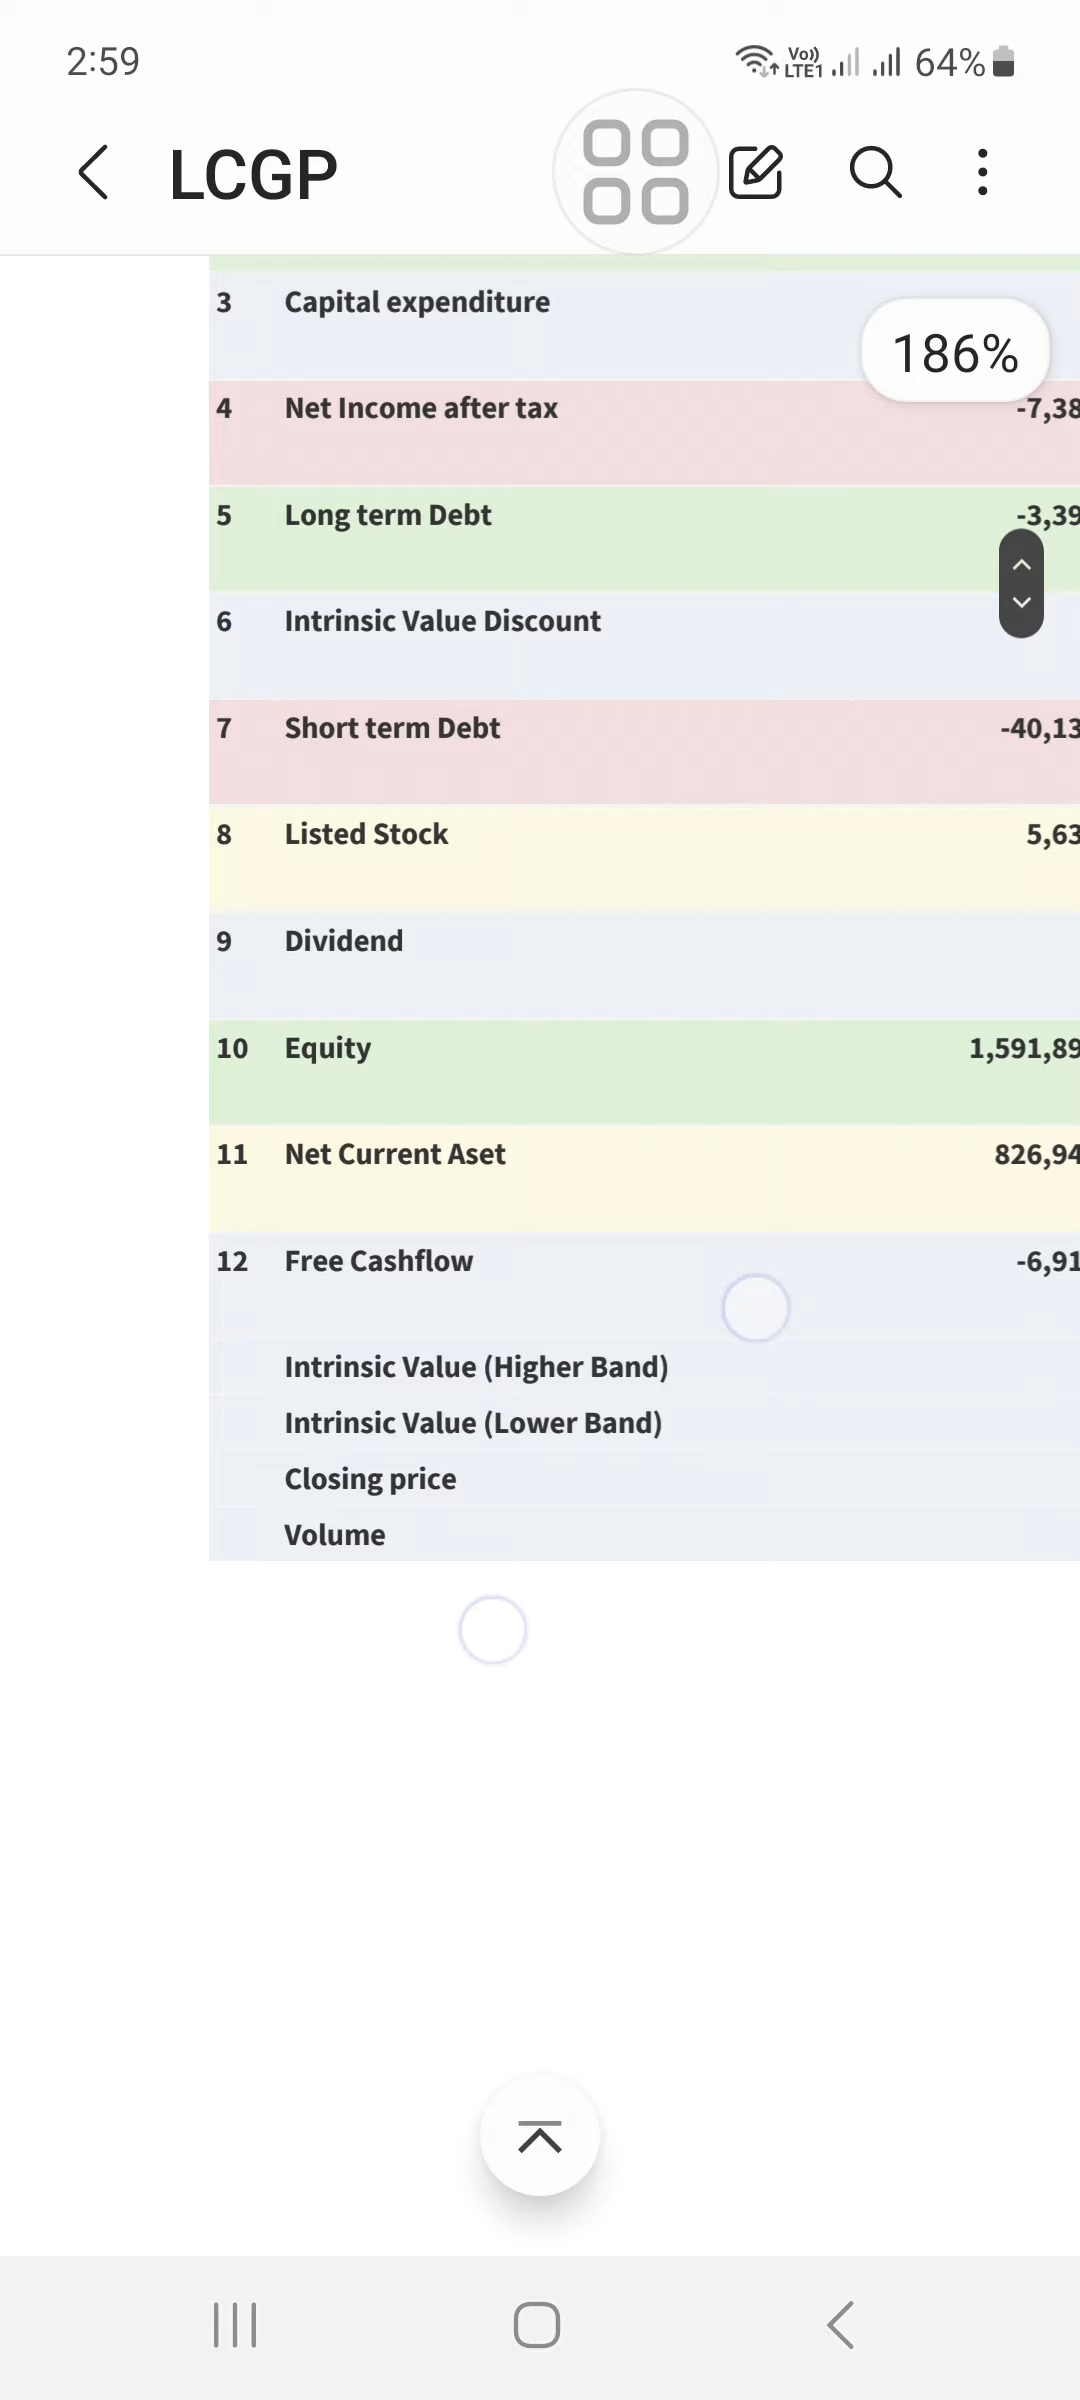 2:59 Vo)) LTE1 64%
LCGP
186%
3 Capital expenditure
4 Net Income after tax -7,38
5 Long term Debt -3,39
6 Intrinsic Value Discount
7 Short term Debt -40,13
8 Listed Stock 5,63
9 Dividend
10 Equity 1,591,89
11 Net Current Aset 826,94
12 Free Cashflow -6,91
Intrinsic Value (Higher Band)
Intrinsic Value (Lower Band)
Closing price
Volume